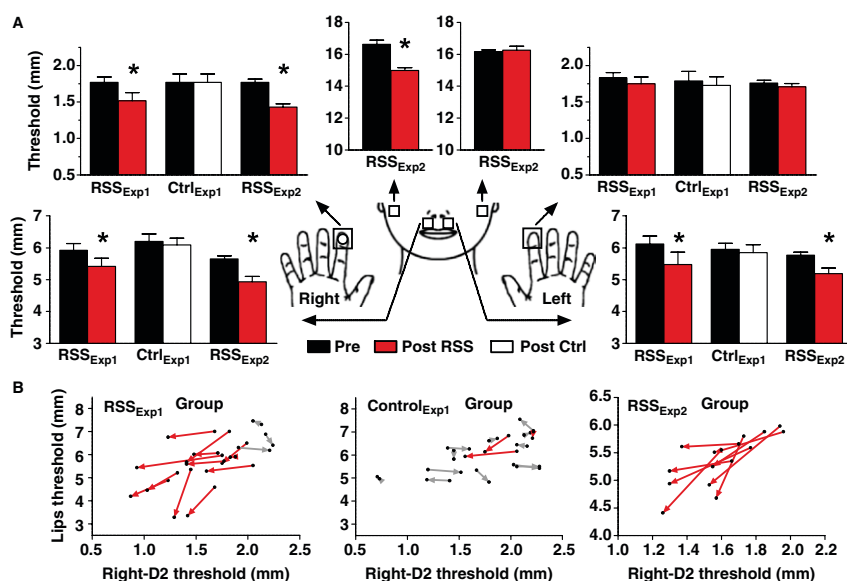 A
Threshold (mm)
2.0
1.5
1.0
0.5
*
*
RSSExp1 CtrlExp1 RSSExp2
18
16
14
12
10
*
RSSExp2
18
16
14
12
10
RSSExp2
2.0
1.5
1.0
0.5
RSSExp1 CtrlExp1 RSSExp2
Threshold (mm)
7
6
5
4
3
*
*
RSSExp1 CtrlExp1 RSSExp2
Right
Left
7
6
5
4
3
*
*
RSSExp1 CtrlExp1 RSSExp2
Pre Post RSS Post Ctrl
B
Lips threshold (mm)
RSSExp1 Group
8
7
6
5
4
3
0.5 1.0 1.5 2.0 2.5
Right-D2 threshold (mm)
ControlExp1 Group
8
7
6
5
4
3
0.5 1.0 1.5 2.0 2.5
Right-D2 threshold (mm)
RSSExp2 Group
6.5
6.0
5.5
5.0
4.5
4.0
1.0 1.2 1.4 1.6 1.8 2.0 2.2
Right-D2 threshold (mm)